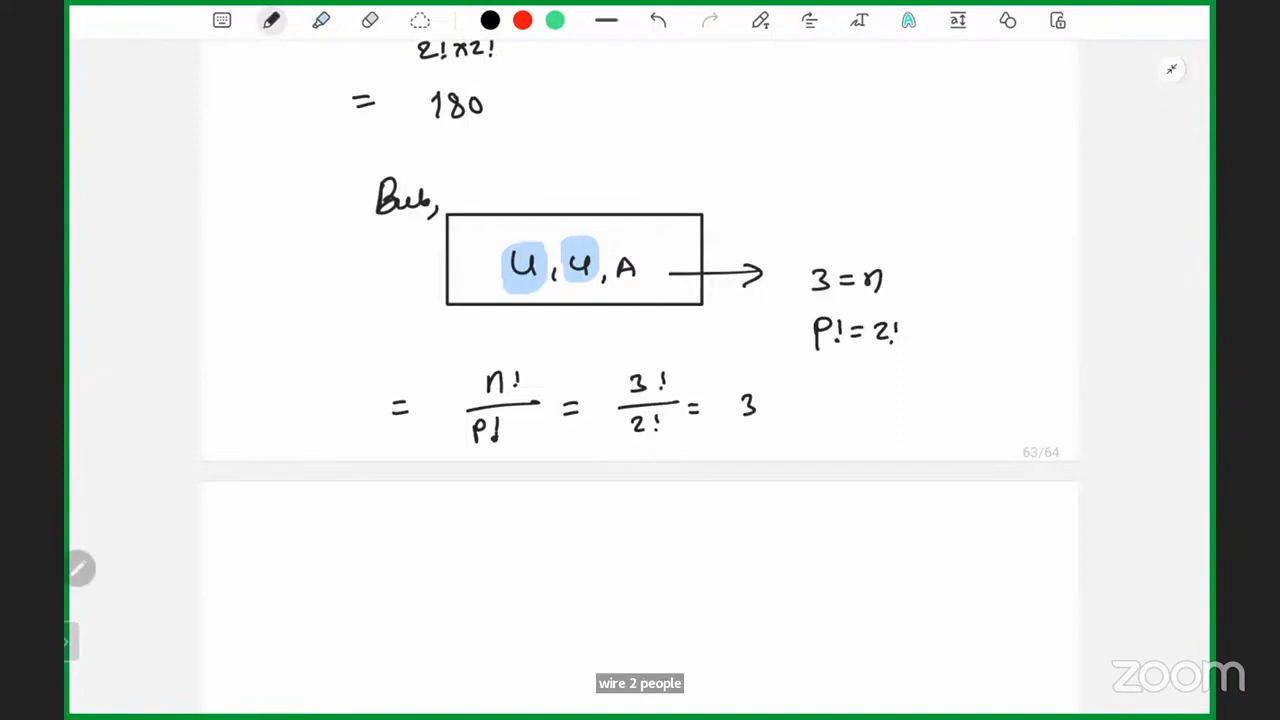 2! x 2!
= 180
But,
U, U, A → 3 = n
P! = 2!
= n!/P! = 3!/2! = 3
63/64
wire 2 people
zoom